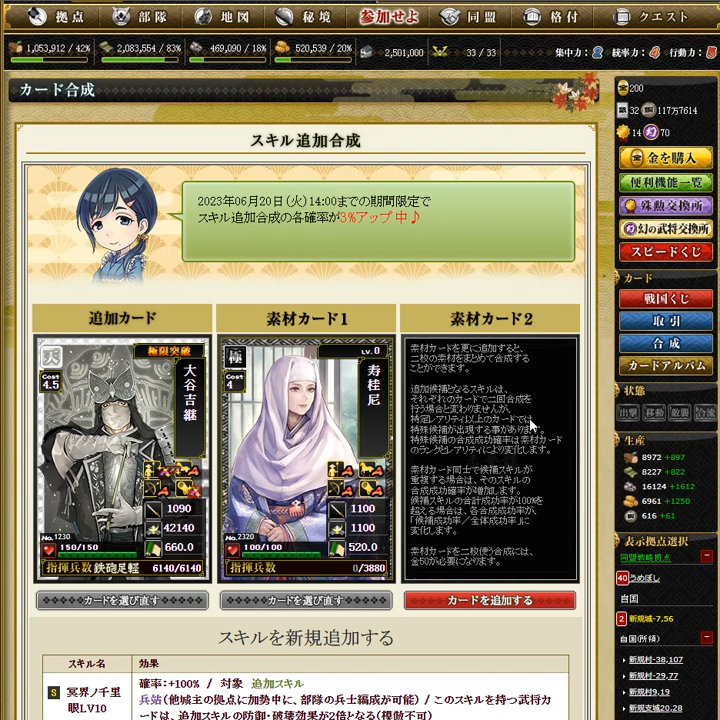 拠点 部隊 地図 秘境 参加せよ 同盟 格付 クエスト
1,053,912 / 42% 2,083,554 / 83% 469,090 / 18% 520,539 / 20% 2,501,000 33 / 33 集中力: 2 統率力: 4 行動力: 8
カード合成
スキル追加合成
2023年06月20日(火)14:00までの期間限定で
スキル追加合成の各確率が3%アップ中♪
追加カード
天
極限突破
Cost
4.5
大谷吉継
1090
42140
660.0
No.1230
150/150
指揮兵数 鉄砲足軽 6140/6140
カードを選び直す
素材カード1
極
LV.0
Cost
4
寿桂尼
1100
1100
520.0
No.2320
100/100
指揮兵数 0/3880
カードを選び直す
素材カード2
素材カードを更に追加すると、
二枚の素材をまとめて合成する
ことができます。
追加候補となるスキルは、
それぞれのカードで二回合成を
行う場合と変わりませんが、
特定レアリティ以上のカードでは
特殊候補が出現する事があります。
特殊候補の合成成功確率は素材カード
のランクとレアリティにより変化します。
素材カード同士で候補スキルが
重複する場合は、そのスキルの
合成成功確率が増加します。
候補スキルの合計成功確率が100%を
超える場合は、各合成成功確率が、
「候補成功率／全体成功率」に
変化します。
素材カードを二枚使う合成には、
金50が必要になります。
カードを追加する
スキルを新規追加する
スキル名 効果
S 冥界ノ千里
眼LV10
確率:+100% / 対象 追加スキル
兵站(他城主の拠点に加勢中に、部隊の兵士編成が可能) / このスキルを持つ武将カ
ードは、追加スキルの防御・破壊効果が2倍となる(模倣不可)
金 200
銀 32 銅 117万7614
14 幻 70
金を購入
便利機能一覧
殊勲交換所
幻の武将交換所
スピードくじ
カード
戦国くじ
取引
合成
カードアルバム
状態
出撃 移動 敵襲 合流
生産
8972 +897
8227 +822
16124 +1612
6961 +1250
616 +61
表示拠点選択
同盟戦略拠点
40 うめぼし
自国
2 新規城-7,56
自国(所領)
新規村-38,107
新規村-29,77
新規村9,19
新規支城20,28